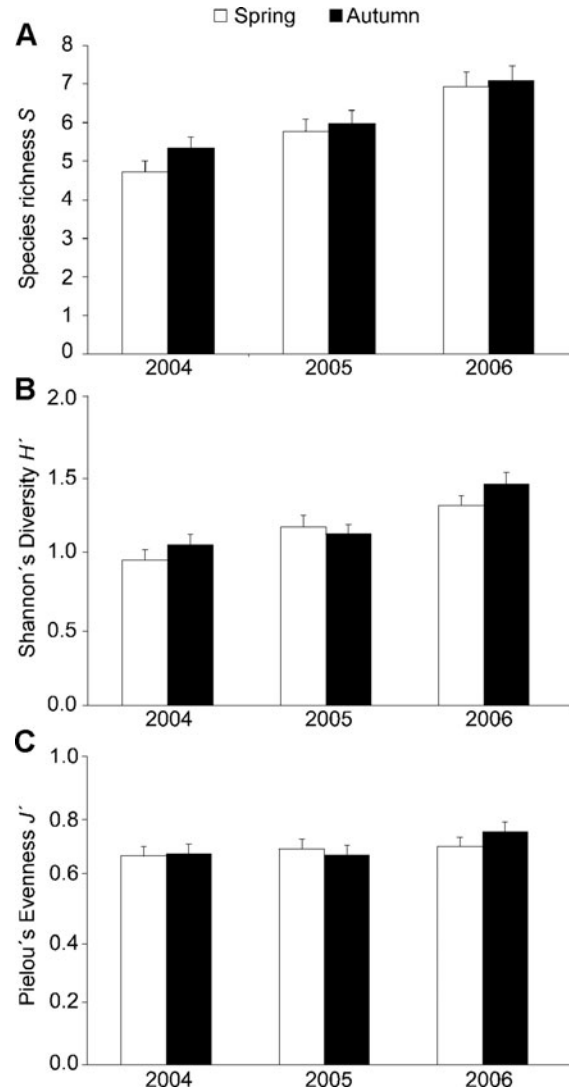 Spring Autumn
A
Species richness S
8
7
6
5
4
3
2
1
0
2004 2005 2006
B
Shannon´s Diversity H´
2.0
1.5
1.0
0.5
0.0
2004 2005 2006
C
Pielou´s Evenness J´
1.0
0.8
0.6
0.4
0.2
0.0
2004 2005 2006